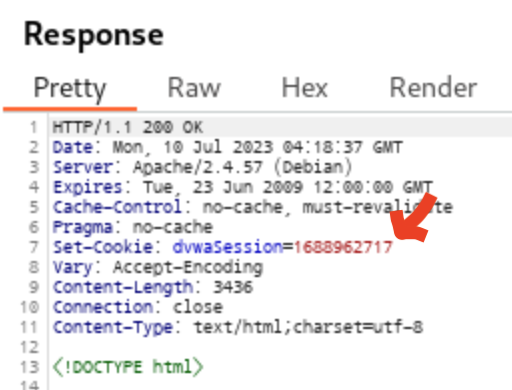 Response
Pretty Raw Hex Render
1 HTTP/1.1 200 OK
2 Date: Mon, 10 Jul 2023 04:18:37 GMT
3 Server: Apache/2.4.57 (Debian)
4 Expires: Tue, 23 Jun 2009 12:00:00 GMT
5 Cache-Control: no-cache, must-revalidate
6 Pragma: no-cache
7 Set-Cookie: dvwaSession=1688962717
8 Vary: Accept-Encoding
9 Content-Length: 3436
10 Connection: close
11 Content-Type: text/html;charset=utf-8
12
13 <!DOCTYPE html>
14